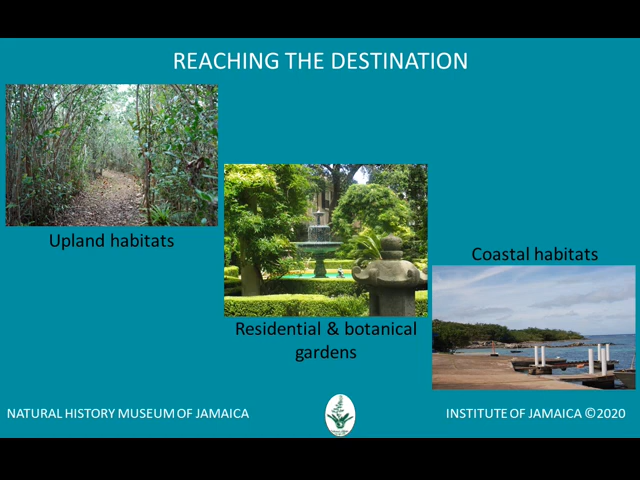 REACHING THE DESTINATION
Upland habitats
Coastal habitats
Residential & botanical
gardens
NATURAL HISTORY MUSEUM OF JAMAICA
INSTITUTE OF JAMAICA ©2020